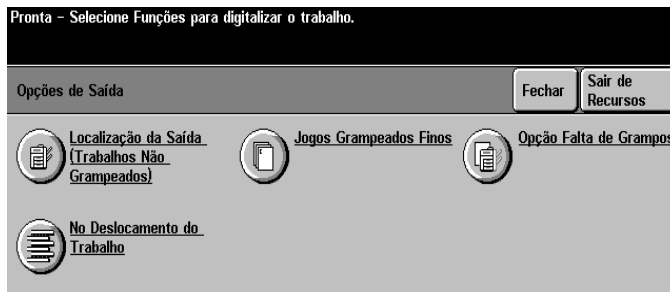 Pronta - Selecione Funções para digitalizar o trabalho.
Opções de Saída
Fechar
Sair de
Recursos
Localização da Saída
(Trabalhos Não
Grampeados)
Jogos Grampeados Finos
Opção Falta de Grampos
No Deslocamento do
Trabalho